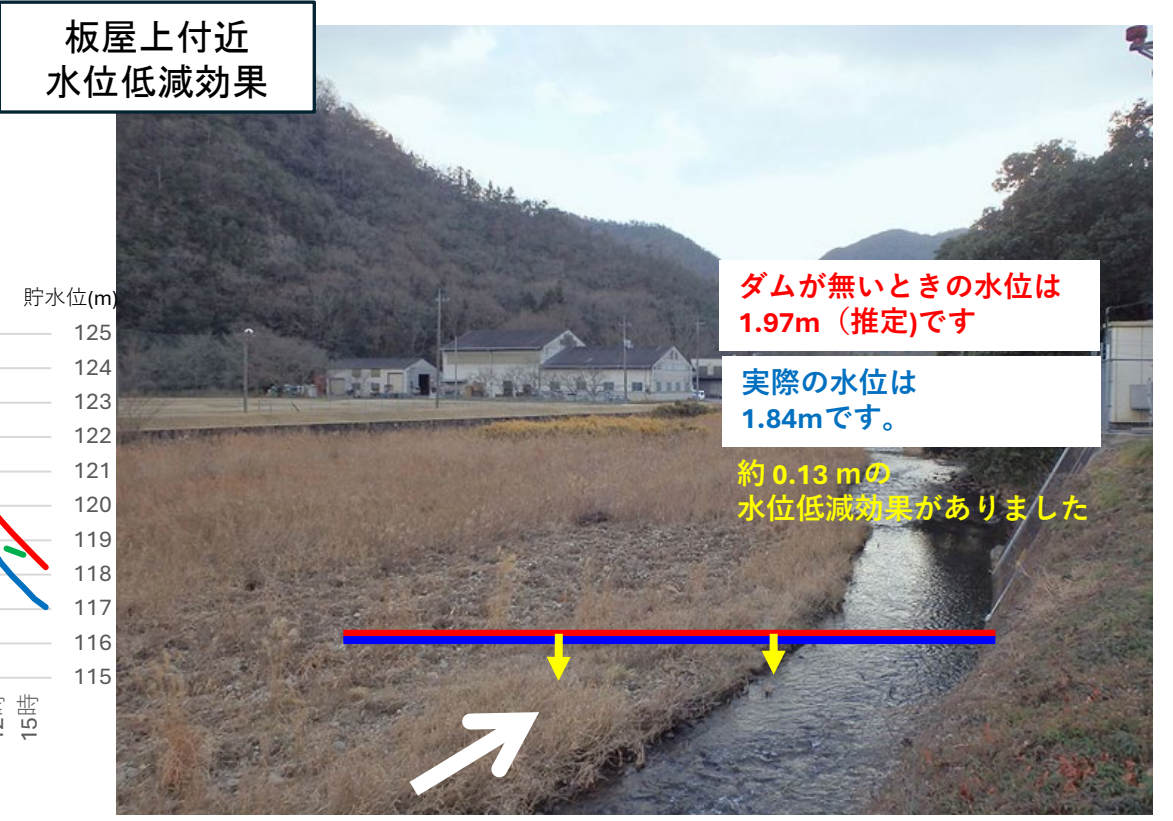 板屋上付近
水位低減効果
貯水位(m)
125
124
123
122
121
120
119
118
117
116
115
15時
ダムが無いときの水位は
1.97m（推定)です
実際の水位は
1.84mです。
約 0.13 mの
水位低減効果がありました